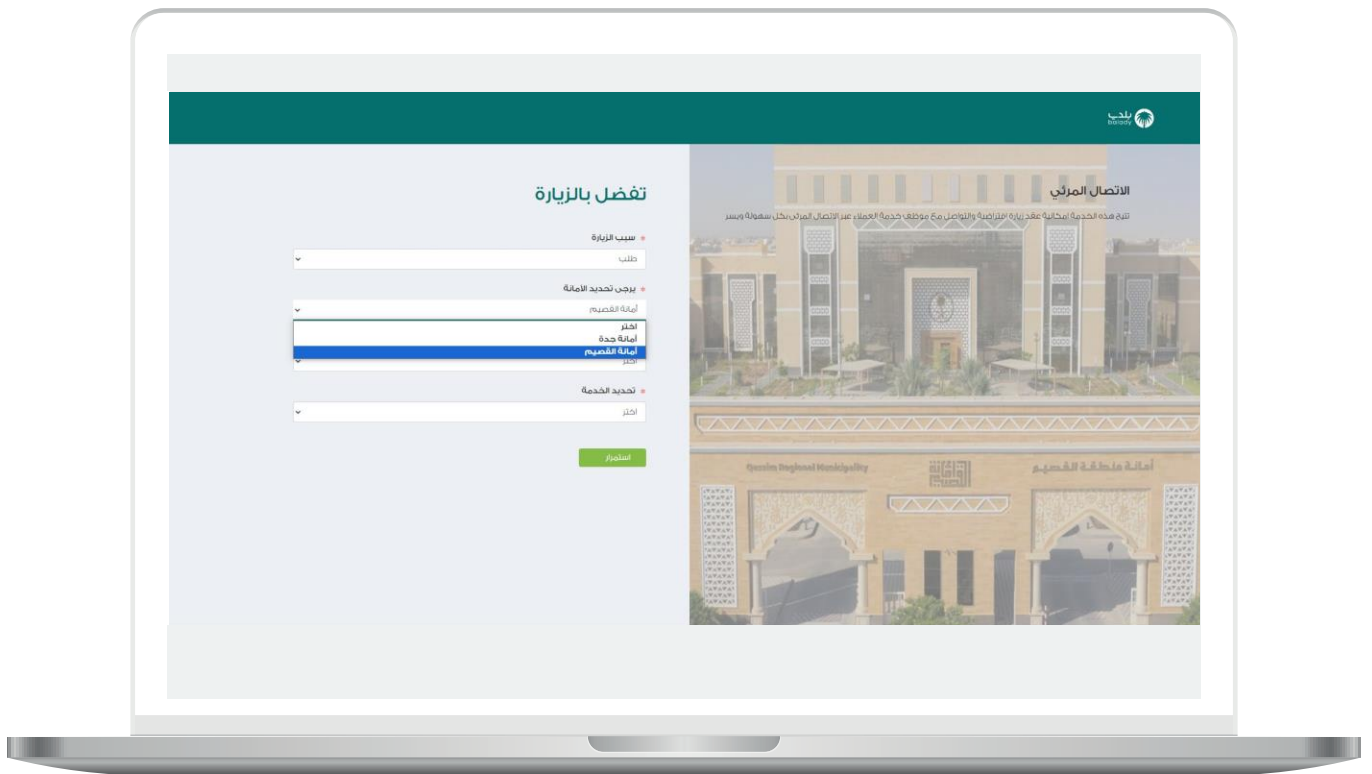 بلدي
balady
الاتصال المرئي
تتيح هذه الخدمة امكانية عقد زيارة افتراضية والتواصل مع موظفي خدمة العملاء عبر الاتصال المرئي بكل سهولة ويسر
أمانة منطقة القصيم
Qassim Regional Municipality
تفضل بالزيارة
* سبب الزيارة
طلب
* يرجى تحديد الأمانة
أمانة القصيم
اختر
أمانة جدة
أمانة القصيم
اختر
* تحديد الخدمة
اختر
استمرار